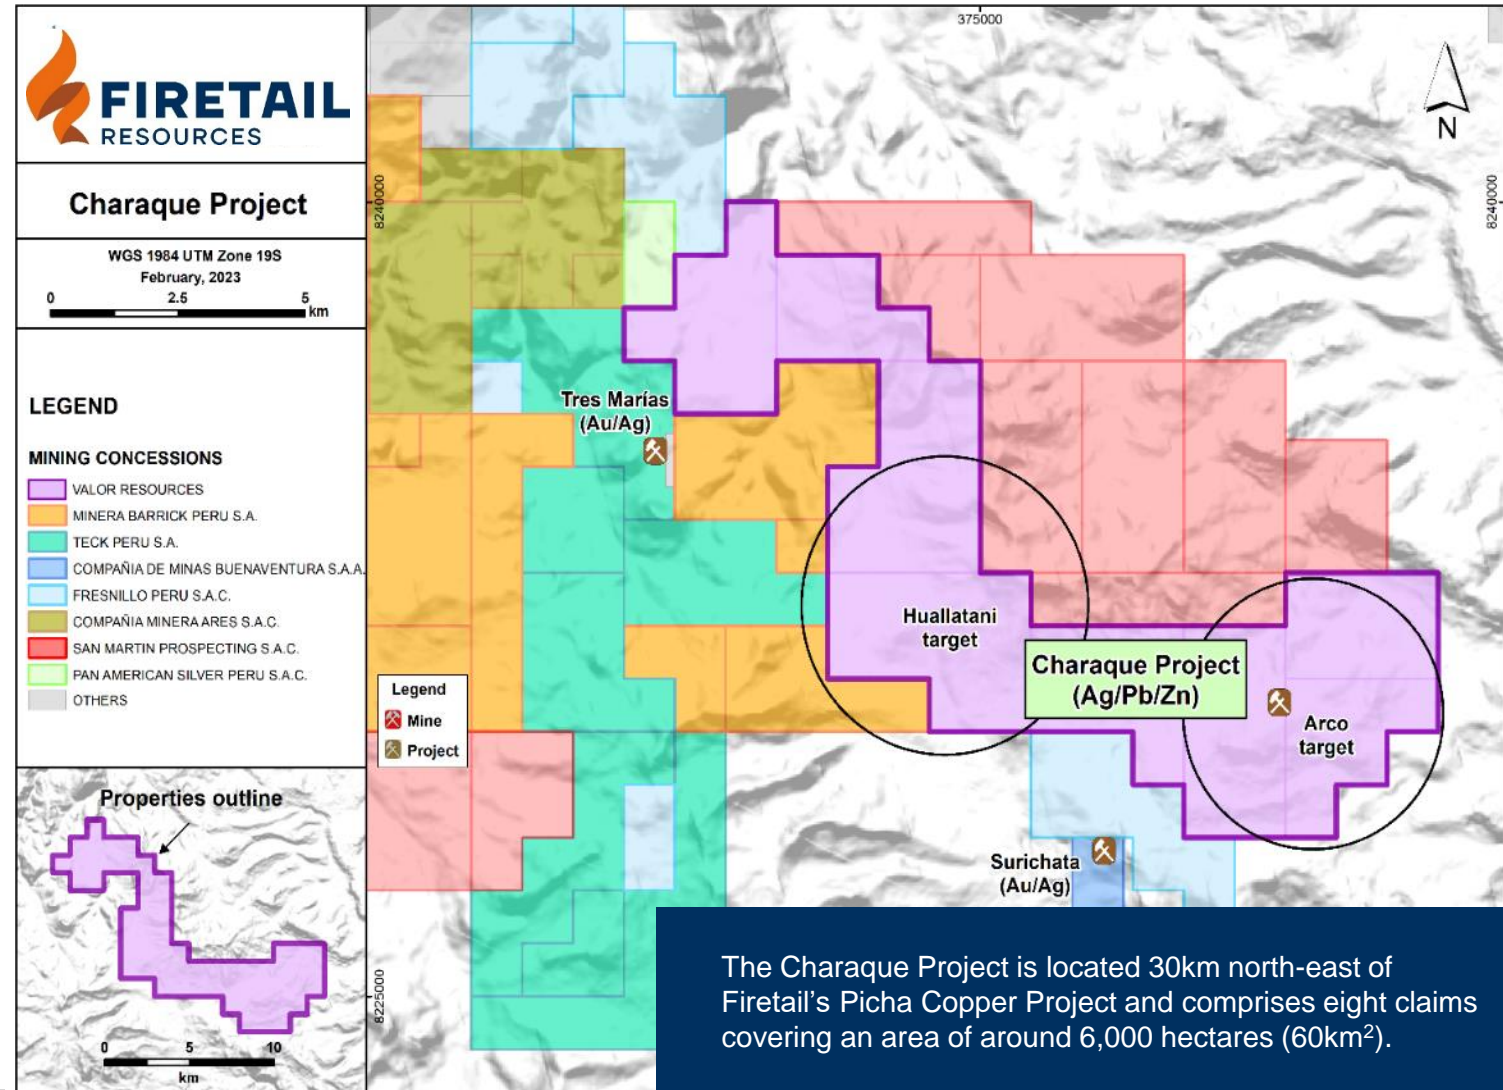 FIRETAIL
RESOURCES
Charaque Project
WGS 1984 UTM Zone 19S
February, 2023
0 2.5 5
km
LEGEND
MINING CONCESSIONS
VALOR RESOURCES
MINERA BARRICK PERU S.A.
TECK PERU S.A.
COMPAÑIA DE MINAS BUENAVENTURA S.A.A.
FRESNILLO PERU S.A.C.
COMPAÑIA MINERA ARES S.A.C.
SAN MARTIN PROSPECTING S.A.C.
PAN AMERICAN SILVER PERU S.A.C.
OTHERS
Properties outline
0 5 10
km
375000
N
8240000
8240000
8225000
Tres Marías
(Au/Ag)
Legend
Mine
Project
Huallatani
target
Charaque Project
(Ag/Pb/Zn)
Arco
target
Surichata
(Au/Ag)
The Charaque Project is located 30km north-east of
Firetail's Picha Copper Project and comprises eight claims
covering an area of around 6,000 hectares (60km²).